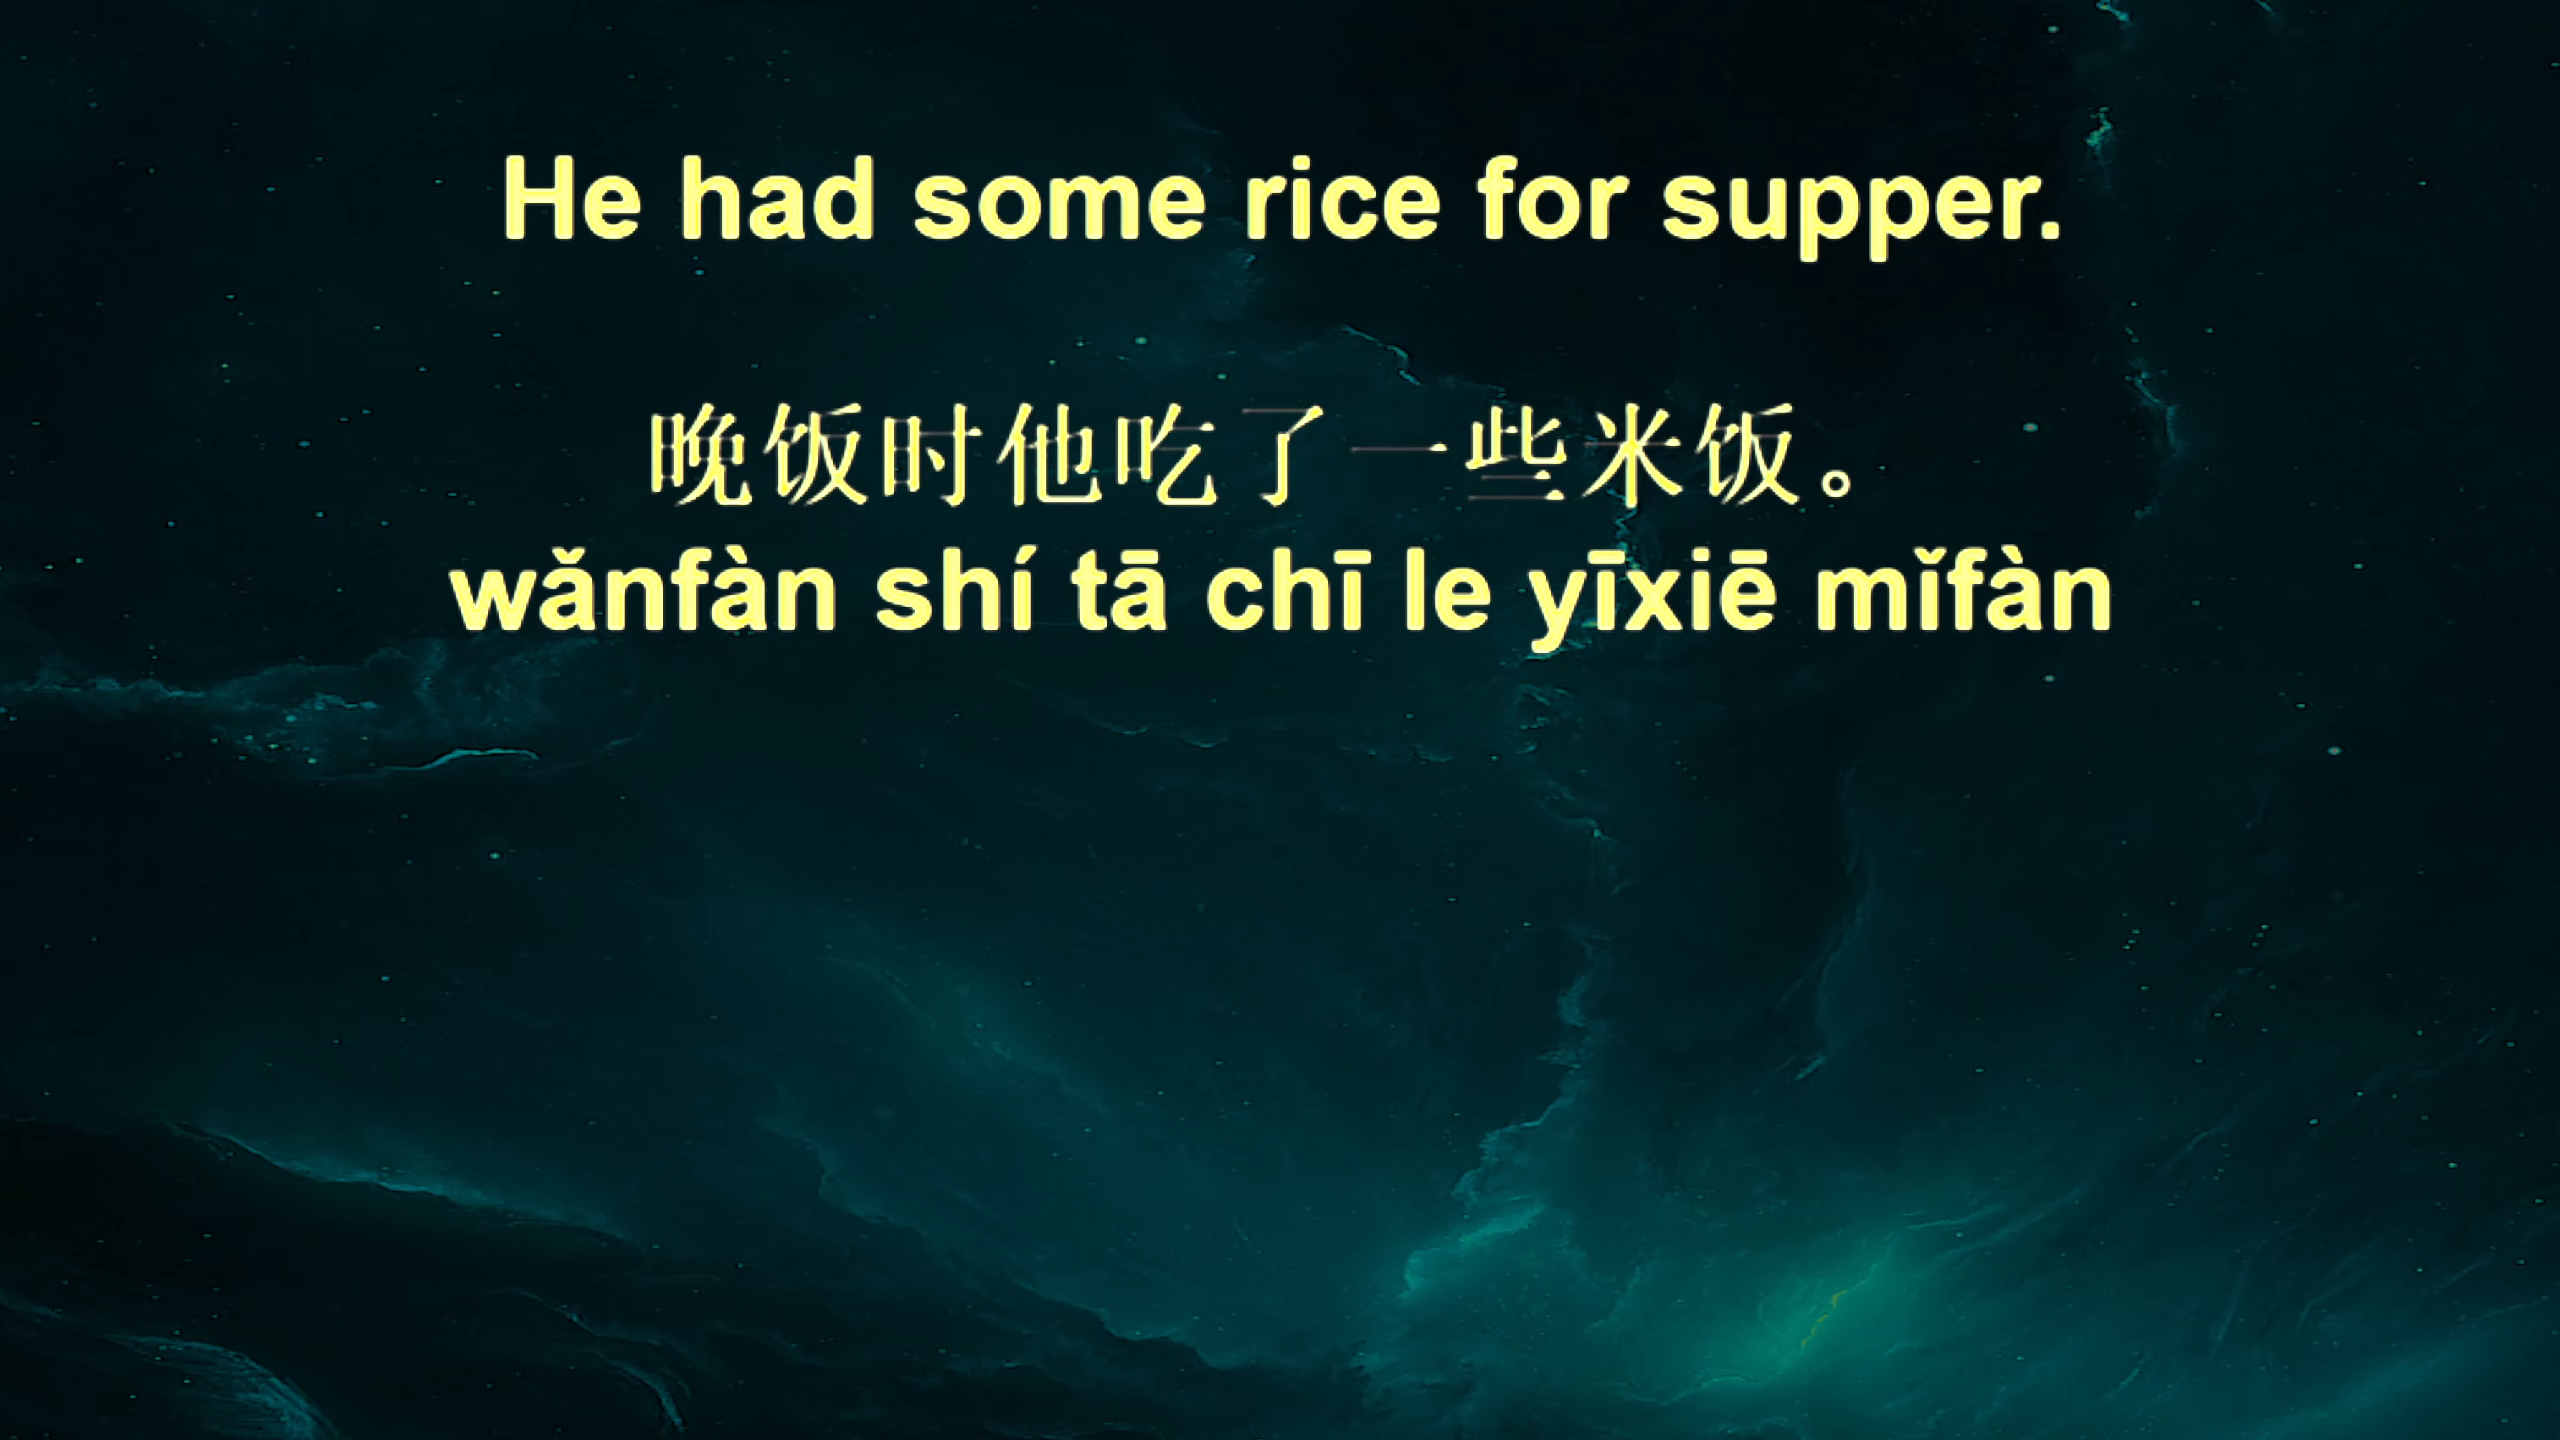 He had some rice for supper.
晚饭时他吃了一些米饭。
wǎnfàn shí tā chī le yīxiē mǐfàn